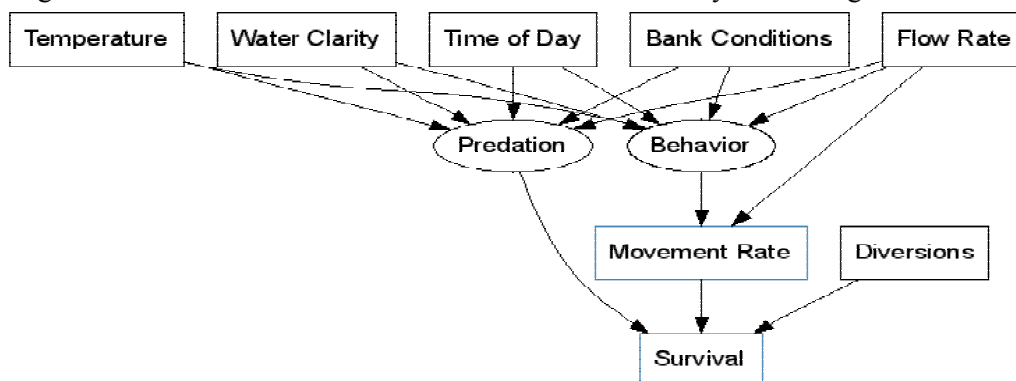 Temperature
Water Clarity
Time of Day
Bank Conditions
Flow Rate
Predation
Behavior
Movement Rate
Diversions
Survival